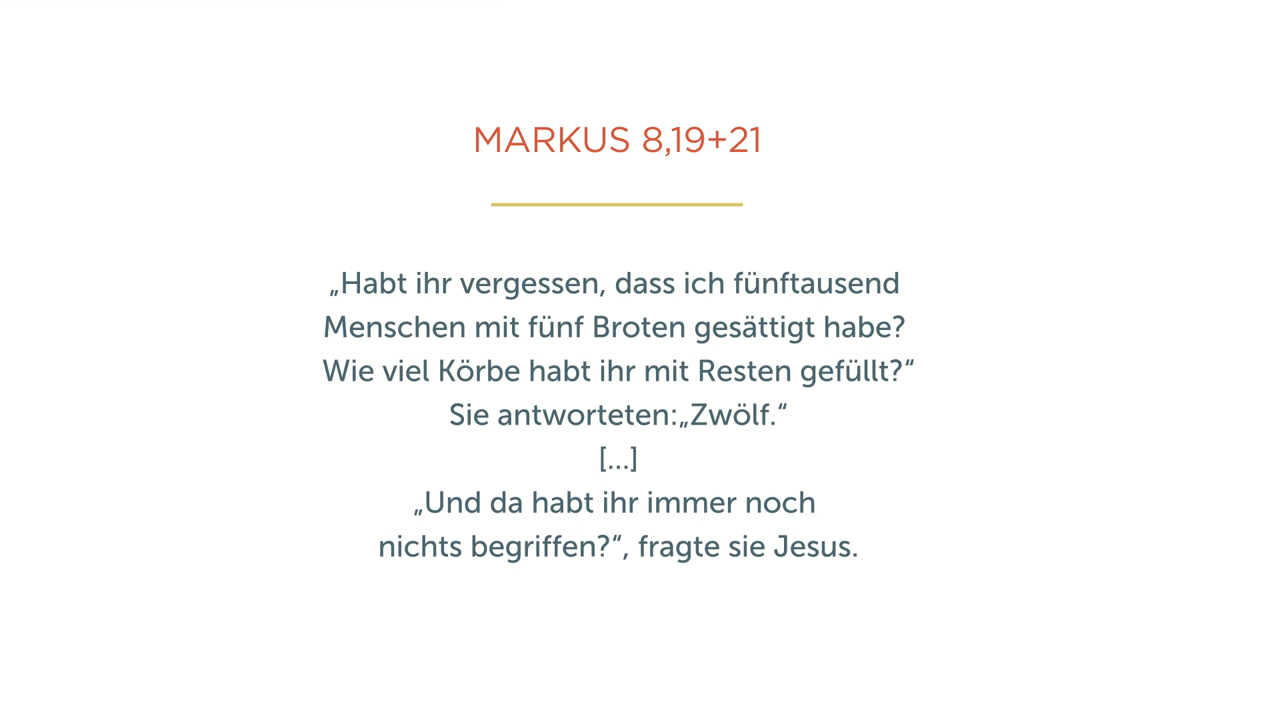 MARKUS 8,19+21
„Habt ihr vergessen, dass ich fünftausend
Menschen mit fünf Broten gesättigt habe?
Wie viel Körbe habt ihr mit Resten gefüllt?“
Sie antworteten:„Zwölf.“
[...]
„Und da habt ihr immer noch
nichts begriffen?“, fragte sie Jesus.